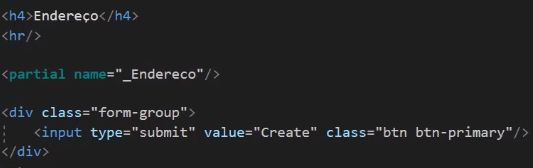 <h4>Endereço</h4>
<hr/>
<partial name="_Endereco"/>
<div class="form-group">
<input type="submit" value="Create" class="btn btn-primary"/>
</div>